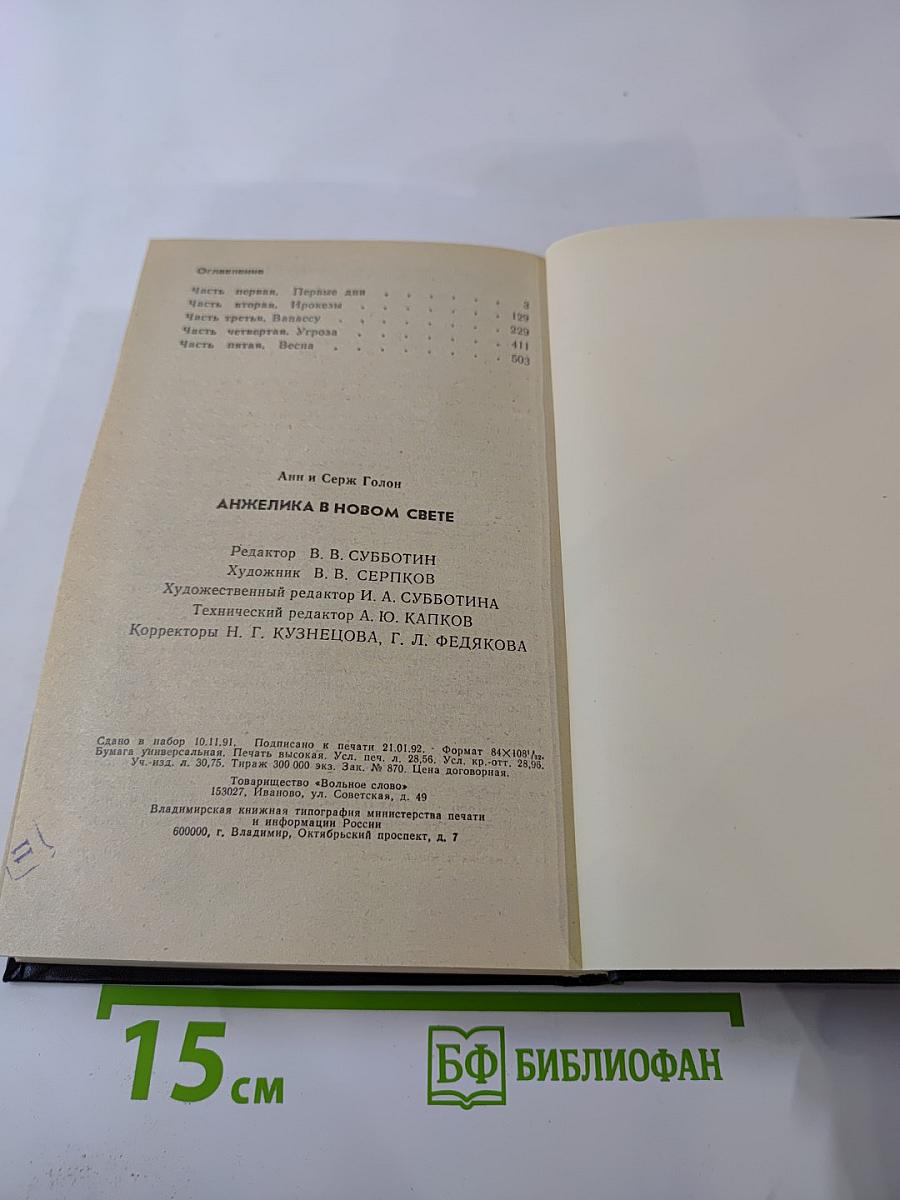 Оглавление
Часть первая. Первые дни . . . . . . . 3
Часть вторая. Ирокезы . . . . . . . 129
Часть третья. Вапассу . . . . . . . 229
Часть четвертая. Угроза . . . . . . . 411
Часть пятая. Весна . . . . . . . 503
Анн и Серж Голон
АНЖЕЛИКА В НОВОМ СВЕТЕ
Редактор В. В. СУББОТИН
Художник В. В. СЕРПКОВ
Художественный редактор И. А. СУББОТИНА
Технический редактор А. Ю. КАПКОВ
Корректоры Н. Г. КУЗНЕЦОВА, Г. Л. ФЕДЯКОВА
Сдано в набор 10.11.91. Подписано к печати 21.01.92. Формат 84×108¹/₃₂.
Бумага универсальная. Печать высокая. Усл. печ. л. 28,56. Усл. кр.-отт. 28,96.
Уч.-изд. л. 30,75. Тираж 300 000 экз. Зак. № 870. Цена договорная.
Товарищество «Вольное слово»
153027, Иваново, ул. Советская, д. 49
Владимирская книжная типография министерства печати
и информации России
600000, г. Владимир, Октябрьский проспект, д. 7
15 см
БФ БИБЛИОФАН